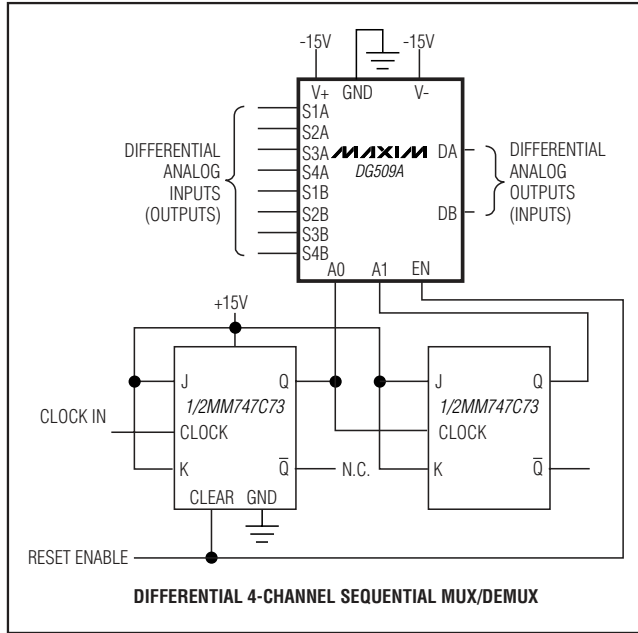 -15V
-15V
V+ GND V-
S1A
S2A
S3A
S4A
S1B
S2B
S3B
S4B
DIFFERENTIAL
ANALOG
INPUTS
(OUTPUTS)
MAXIM
DG509A
DA
DB
DIFFERENTIAL
ANALOG
OUTPUTS
(INPUTS)
A0 A1 EN
+15V
J Q
1/2MM747C73
CLOCK IN
CLOCK
K Q̅
N.C.
CLEAR GND
J Q
1/2MM747C73
CLOCK
K Q̅
RESET ENABLE
DIFFERENTIAL 4-CHANNEL SEQUENTIAL MUX/DEMUX